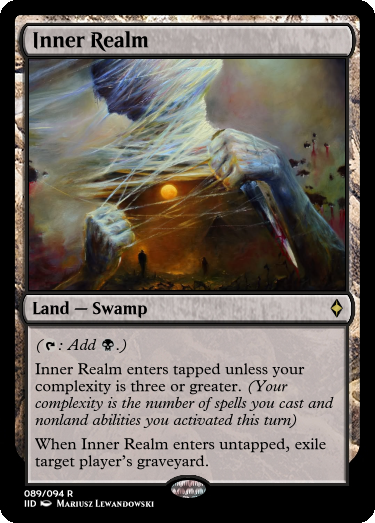 Inner Realm
Land — Swamp
(T: Add B.)
Inner Realm enters tapped unless your
complexity is three or greater. (Your
complexity is the number of spells you cast and
nonland abilities you activated this turn)
When Inner Realm enters untapped, exile
target player's graveyard.
089/094 R
IID Mariusz Lewandowski